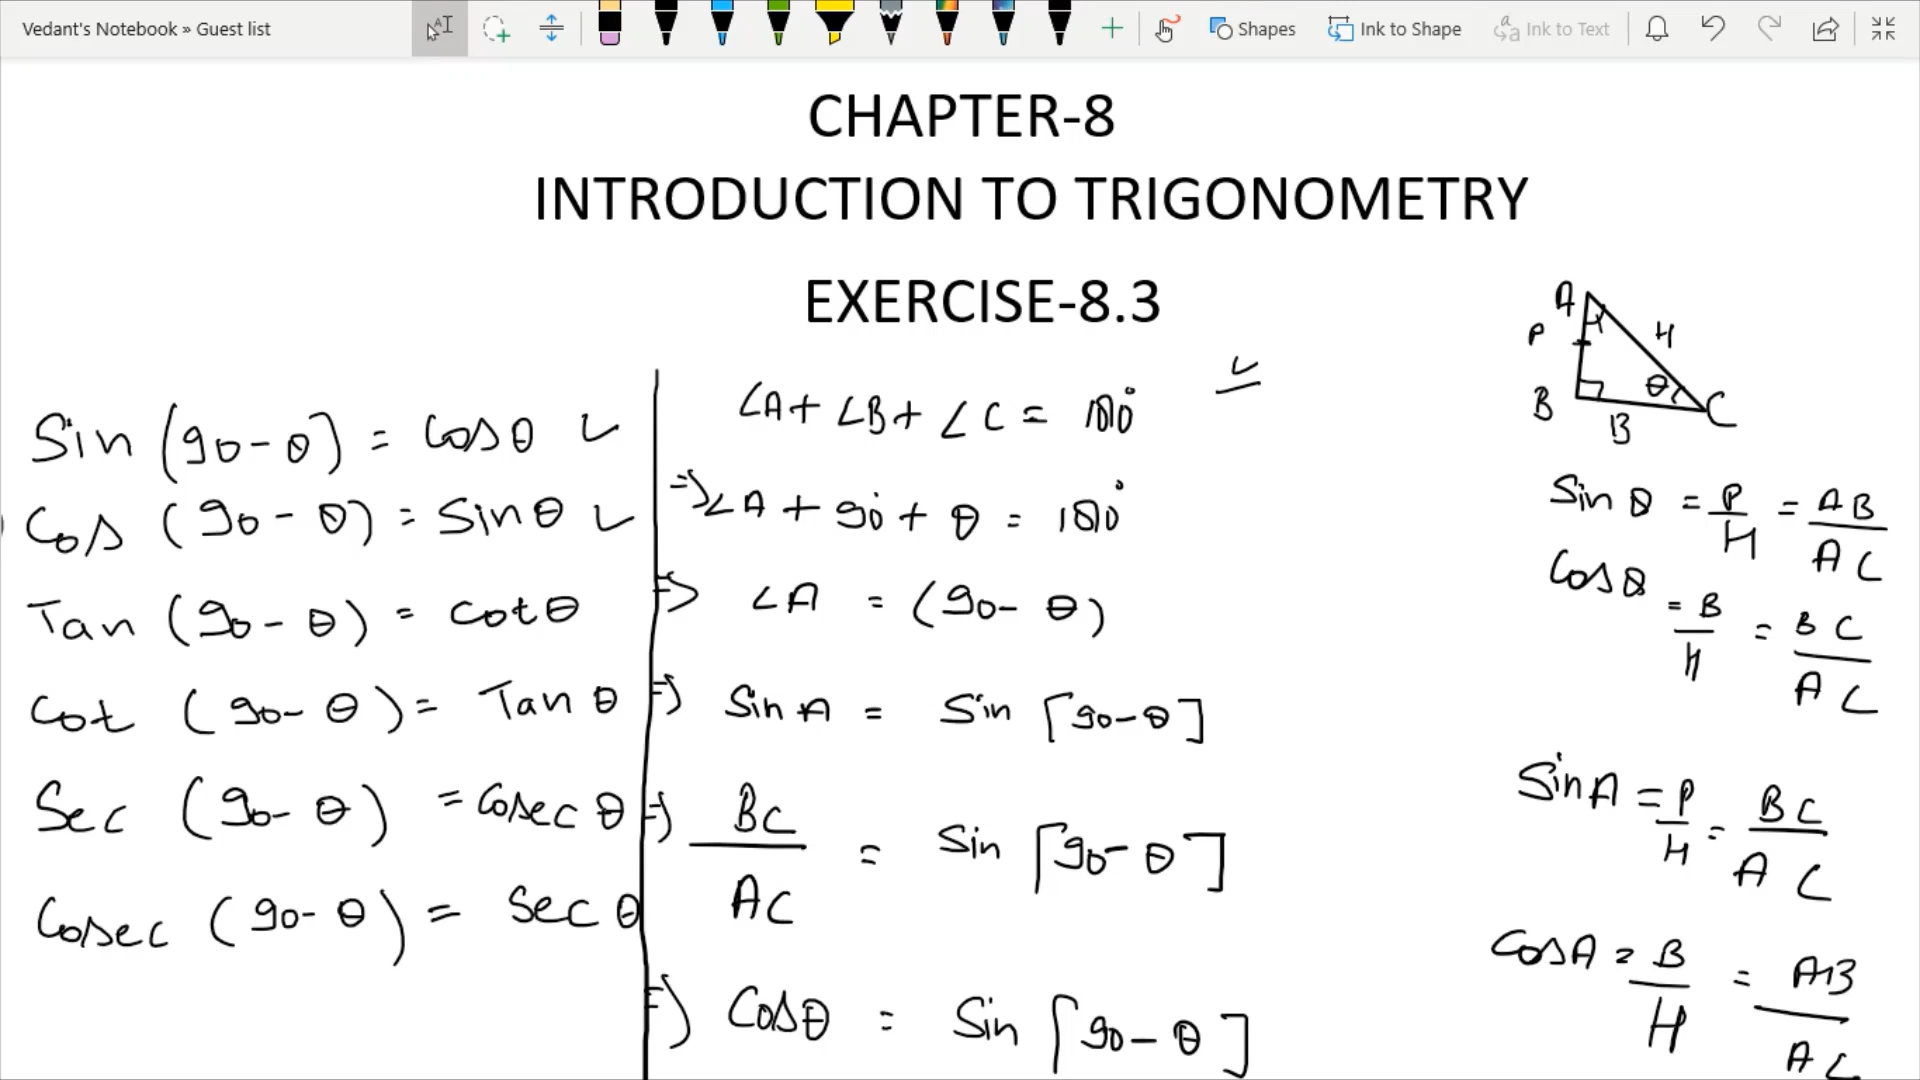 Vedant's Notebook » Guest list
Shapes
Ink to Shape
Ink to Text
CHAPTER-8
INTRODUCTION TO TRIGONOMETRY
EXERCISE-8.3
Sin (90-θ) = Cosθ ✓
Cos (90-θ) = Sinθ ✓
Tan (90-θ) = Cotθ
Cot (90-θ) = Tan θ
Sec (90-θ) = Cosec θ
Cosec (90-θ) = Sec θ
∠A + ∠B + ∠C = 180°
⇒ ∠A + 90° + θ = 180°
⇒ ∠A = (90-θ)
⇒ Sin A = Sin [90-θ]
⇒ BC/AC = Sin [90-θ]
⇒ Cosθ = Sin [90-θ]
A
P
H
B
θ
C
B
Sin θ = P/H = AB/AC
Cosθ = B/H = BC/AC
Sin A = P/H = BC/AC
Cos A = B/H = AB/AC